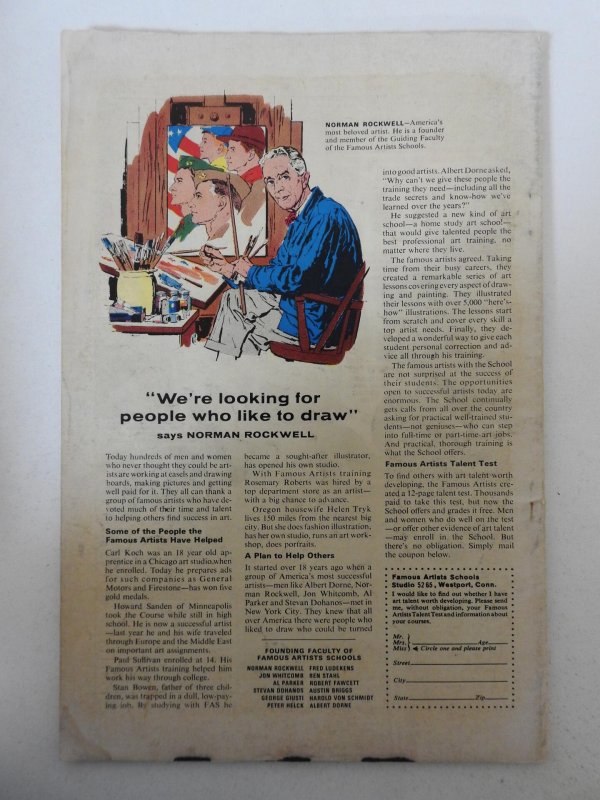 NORMAN ROCKWELL—America's
most beloved artist. He is a founder
and member of the Guiding Faculty
of the Famous Artists Schools.
"We're looking for
people who like to draw"
says NORMAN ROCKWELL
Today hundreds of men and women
who never thought they could be art-
ists are working at easels and drawing
boards, making pictures and getting
well paid for it. They all can thank a
group of famous artists who have de-
voted much of their time and talent
to helping others find success in art.
Some of the People the
Famous Artists Have Helped
Carl Koch was an 18 year old ap-
prentice in a Chicago art studio when
he enrolled. Today he prepares ads
for such companies as General
Motors and Firestone—has won five
gold medals.
Howard Sanden of Minneapolis
took the Course while still in high
school. He is now a successful artist
—last year he and his wife traveled
through Europe and the Middle East
on important art assignments.
Paul Sullivan enrolled at 14. His
Famous Artists training helped him
work his way through college.
Stan Bowen, father of three chil-
dren, was trapped in a dull, low-pay-
ing job. By studying with FAS he
became a sought-after illustrator,
has opened his own studio.
With Famous Artists training
Rosemary Roberts was hired by a
top department store as an artist—
with a big chance to advance.
Oregon housewife Helen Tryk
lives 150 miles from the nearest big
city. But she does fashion illustration,
has her own studio, runs an art work-
shop, does portraits.
A Plan to Help Others
It started over 18 years ago when a
group of America's most successful
artists—men like Albert Dorne, Nor-
man Rockwell, Jon Whitcomb, Al
Parker and Stevan Dohanos—met in
New York City. They knew that all
over America there were people who
liked to draw who could be turned
into good artists. Albert Dorne asked,
"Why can't we give these people the
training they need—including all the
trade secrets and know-how we've
learned over the years?"
He suggested a new kind of art
school—a home study art school—
that would give talented people the
best professional art training, no
matter where they live.
The famous artists agreed. Taking
time from their busy careers, they
created a remarkable series of art
lessons covering every aspect of draw-
ing and painting. They illustrated
their lessons with over 5,000 "here's-
how" illustrations. The lessons start
from scratch and cover every skill a
top artist needs. Finally, they de-
veloped a wonderful way to give each
student personal correction and ad-
vice all through his training.
The famous artists with the School
are not surprised at the success of
their students. The opportunities
open to successful artists today are
enormous. The School continually
gets calls from all over the country
asking for practical well-trained stu-
dents—not geniuses—who can step
into full-time or part-time-art jobs.
And practical, thorough training is
what the School offers.
Famous Artists Talent Test
To find others with art talent worth
developing, the Famous Artists cre-
ated a 12-page talent test. Thousands
paid to take this test, but now the
School offers and grades it free. Men
and women who do well on the test
—or offer other evidence of art talent
—may enroll in the School. But
there's no obligation. Simply mail
the coupon below.
FOUNDING FACULTY OF
FAMOUS ARTISTS SCHOOLS
NORMAN ROCKWELL FRED LUDEKENS
JON WHITCOMB BEN STAHL
AL PARKER ROBERT FAWCETT
STEVAN DOHANOS AUSTIN BRIGGS
GEORGE GIUSTI HAROLD VON SCHMIDT
PETER HELCK ALBERT DORNE
Famous Artists Schools
Studio 5265, Westport, Conn.
I would like to find out whether I have
art talent worth developing. Please send
me, without obligation, your Famous
Artists Talent Test and information about
your courses.
Mr.
Mrs. Age
Miss Circle one and please print
Street
City
State Zip